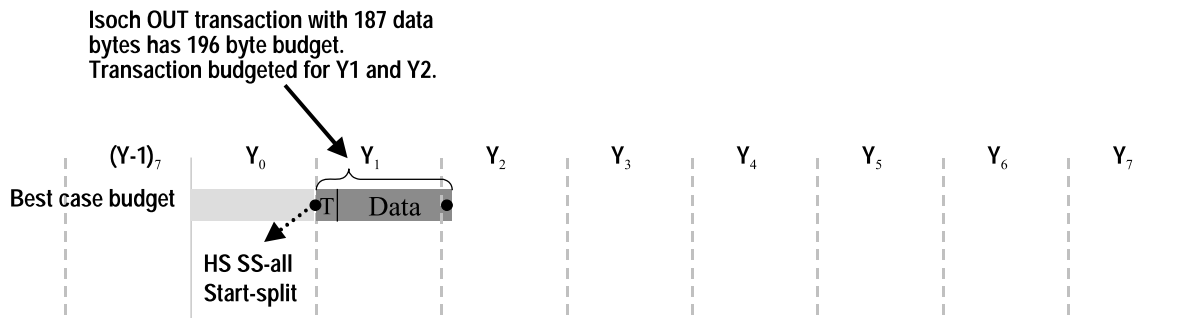 Isoch OUT transaction with 187 data
bytes has 196 byte budget.
Transaction budgeted for Y1 and Y2.
(Y-1)₇ Y₀ Y₁ Y₂ Y₃ Y₄ Y₅ Y₆ Y₇
Best case budget T Data
HS SS-all
Start-split